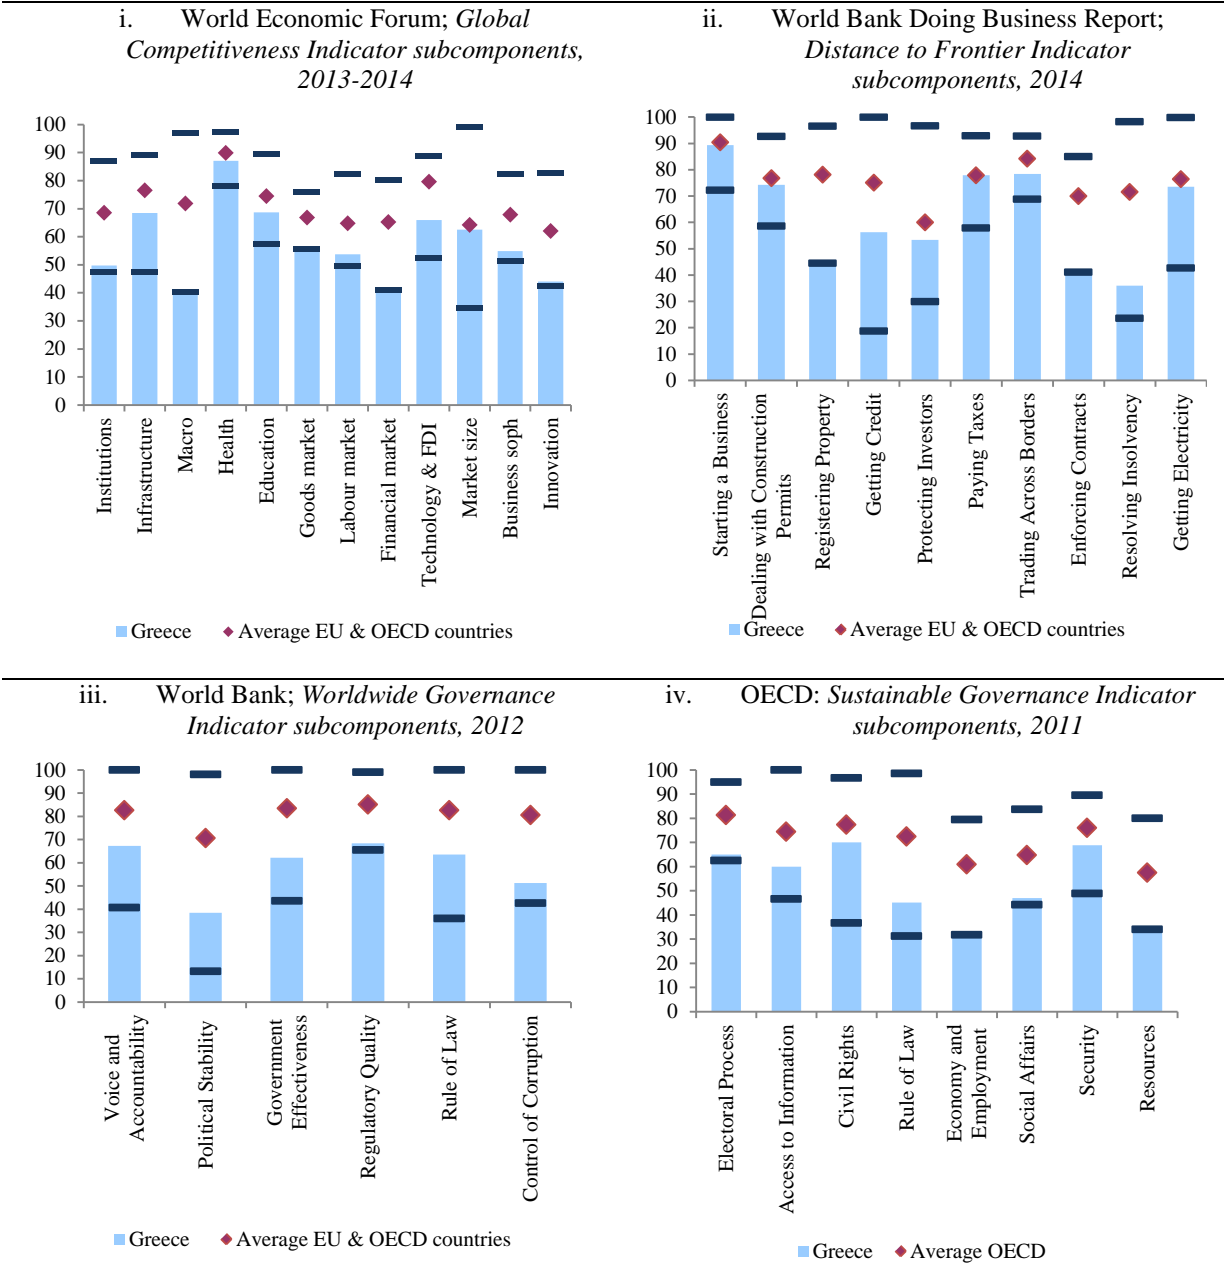 i. World Economic Forum; Global
Competitiveness Indicator subcomponents,
2013-2014
100
90
80
70
60
50
40
30
20
10
0
Institutions
Infrastructure
Macro
Health
Education
Goods market
Labour market
Financial market
Technology & FDI
Market size
Business soph
Innovation
Greece
Average EU & OECD countries
ii. World Bank Doing Business Report;
Distance to Frontier Indicator
subcomponents, 2014
100
90
80
70
60
50
40
30
20
10
0
Starting a Business
Dealing with Construction
Permits
Registering Property
Getting Credit
Protecting Investors
Paying Taxes
Trading Across Borders
Enforcing Contracts
Resolving Insolvency
Getting Electricity
Greece
Average EU & OECD countries
iii. World Bank; Worldwide Governance
Indicator subcomponents, 2012
100
90
80
70
60
50
40
30
20
10
0
Voice and
Accountability
Political Stability
Government
Effectiveness
Regulatory Quality
Rule of Law
Control of Corruption
Greece
Average EU & OECD countries
iv. OECD: Sustainable Governance Indicator
subcomponents, 2011
100
90
80
70
60
50
40
30
20
10
0
Electoral Process
Access to Information
Civil Rights
Rule of Law
Economy and
Employment
Social Affairs
Security
Resources
Greece
Average OECD